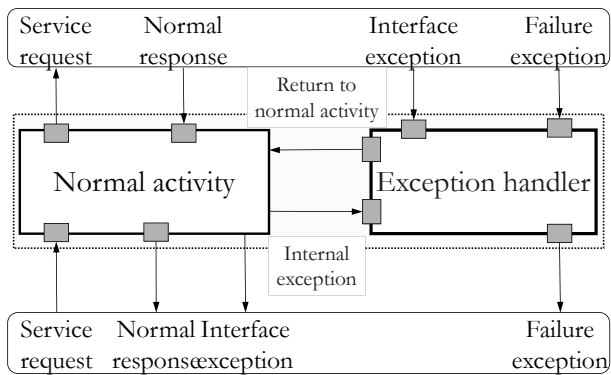 Service
request
Normal
response
Interface
exception
Failure
exception
Return to
normal activity
Normal activity
Exception handler
Internal
exception
Service
request
Normal
response
Interface
exception
Failure
exception